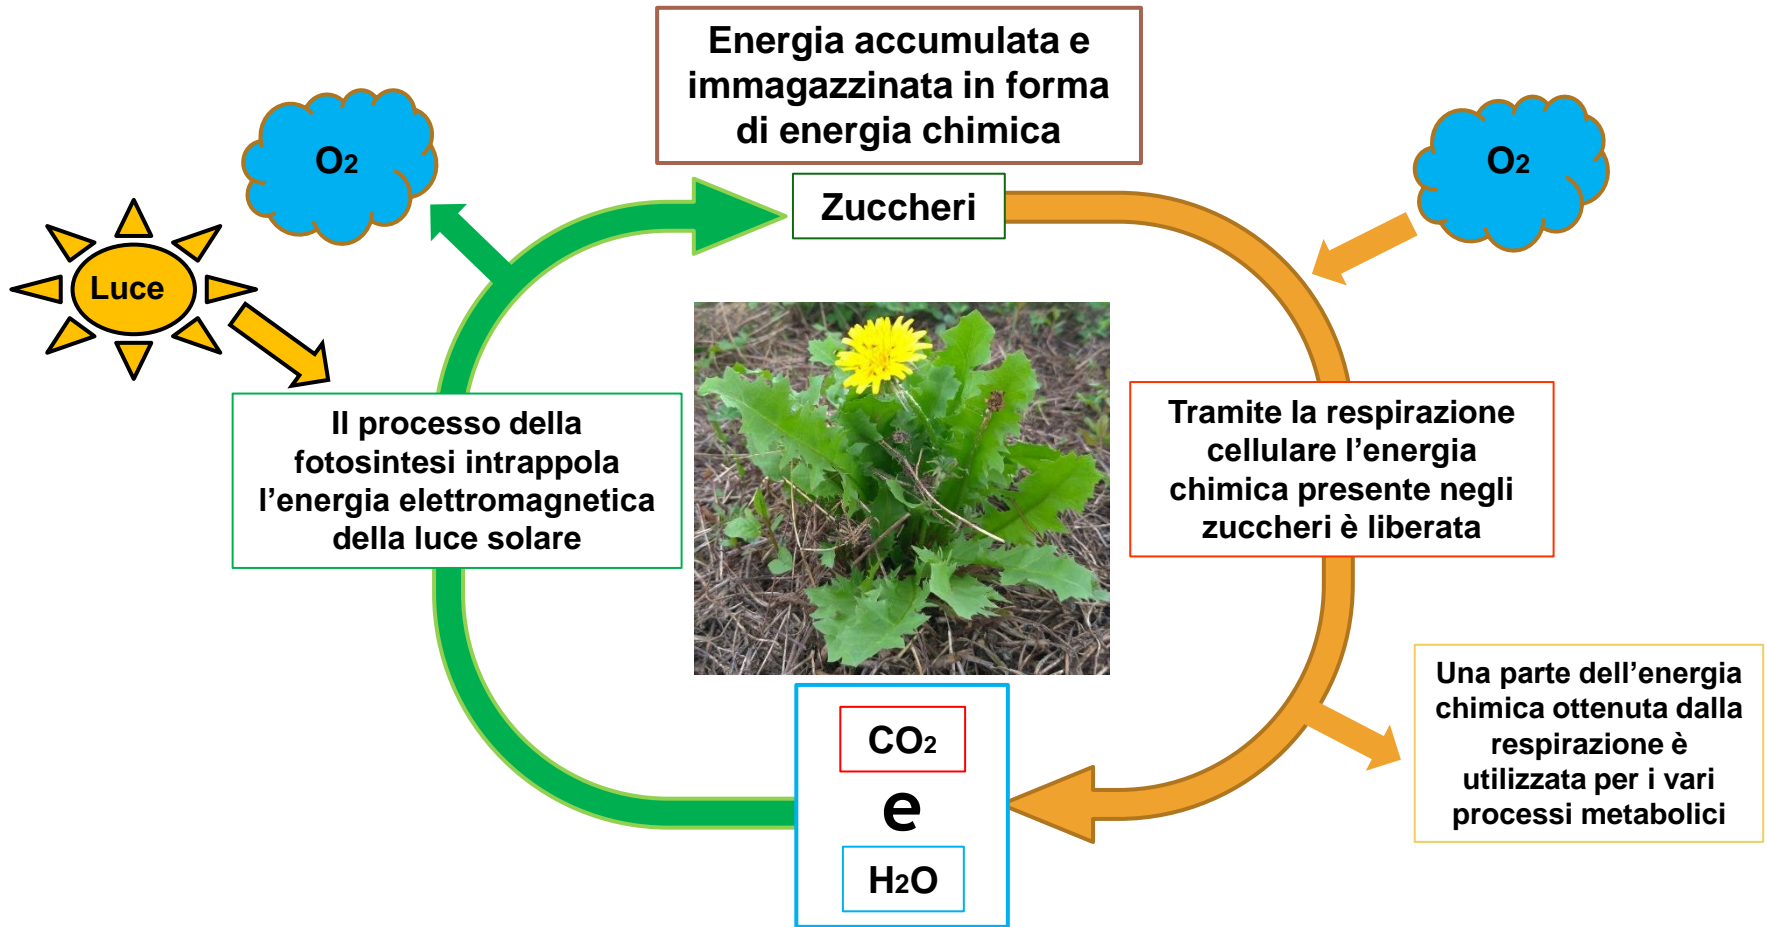 Energia accumulata e
immagazzinata in forma
di energia chimica
O2
O2
Zuccheri
Luce
Il processo della
fotosintesi intrappola
l’energia elettromagnetica
della luce solare
Tramite la respirazione
cellulare l’energia
chimica presente negli
zuccheri è liberata
Una parte dell’energia
chimica ottenuta dalla
respirazione è
utilizzata per i vari
processi metabolici
CO2
e
H2O